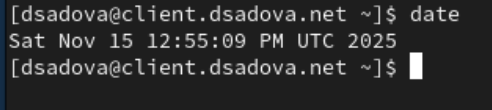 [dsadova@client.dsadova.net ~]$ date
Sat Nov 15 12:55:09 PM UTC 2025
[dsadova@client.dsadova.net ~]$